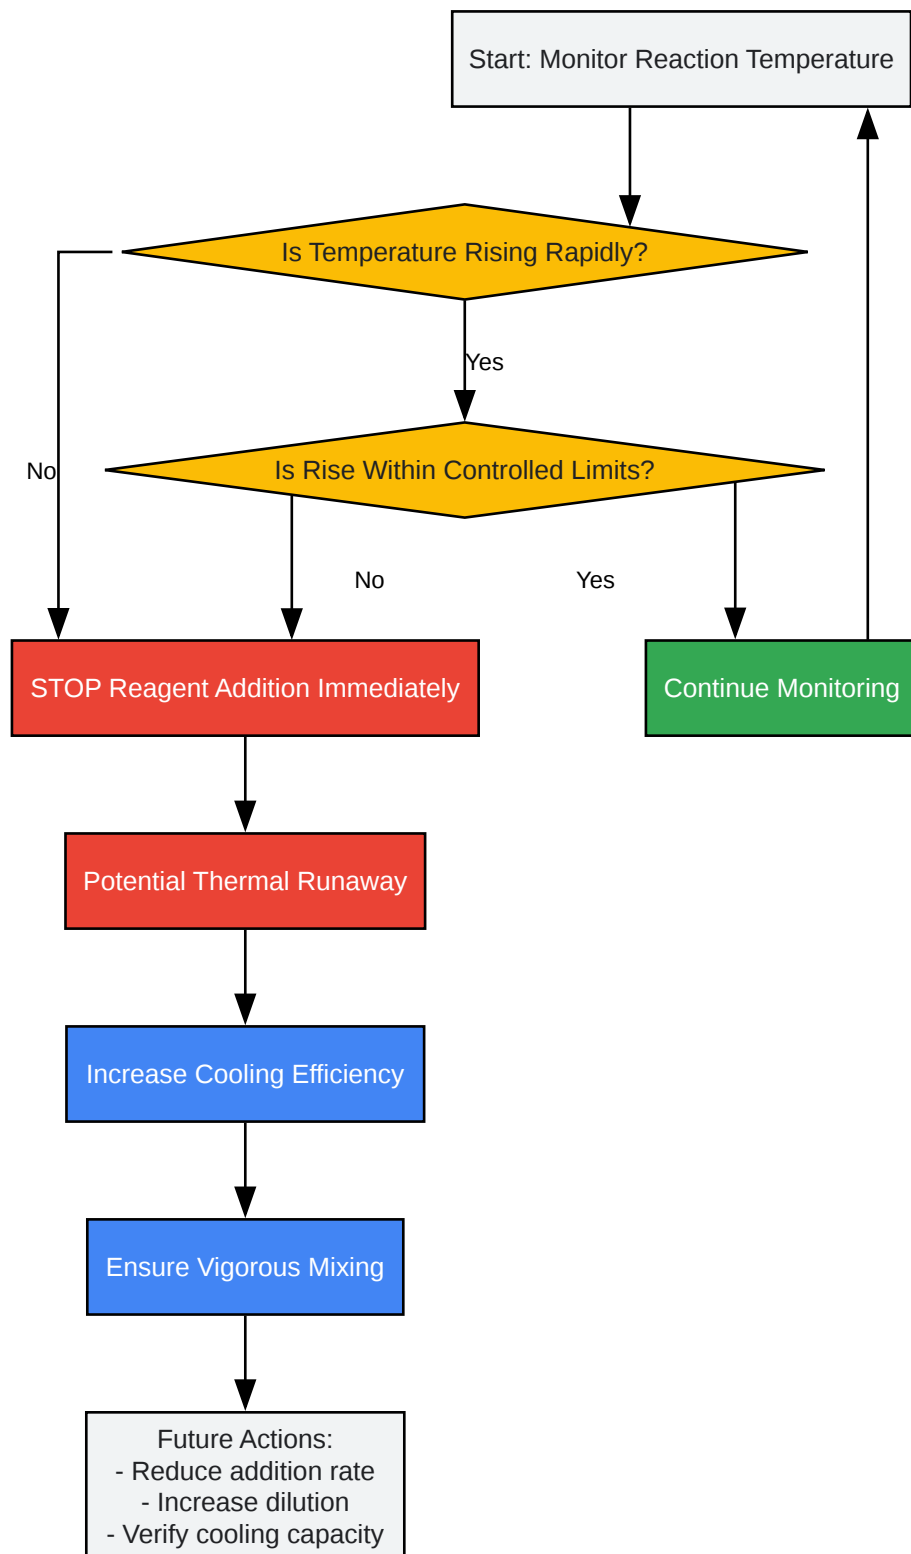 Start: Monitor Reaction Temperature
Is Temperature Rising Rapidly?
Yes
No
Is Rise Within Controlled Limits?
No
Yes
STOP Reagent Addition Immediately
Continue Monitoring
Potential Thermal Runaway
Increase Cooling Efficiency
Ensure Vigorous Mixing
Future Actions:
- Reduce addition rate
- Increase dilution
- Verify cooling capacity